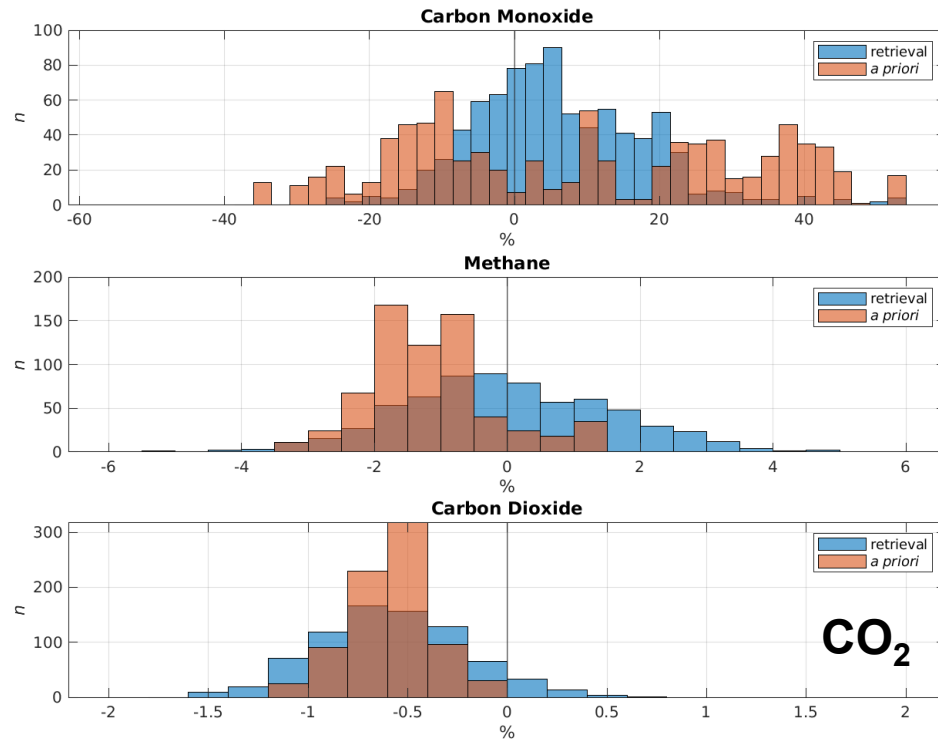 Carbon Monoxide
100
80
60
40
20
0
n
retrieval
a priori
-60 -40 -20 0 20 40
%
Methane
200
150
100
50
0
n
retrieval
a priori
-6 -4 -2 0 2 4 6
%
Carbon Dioxide
300
200
100
0
n
retrieval
a priori
CO₂
-2 -1.5 -1 -0.5 0 0.5 1 1.5 2
%